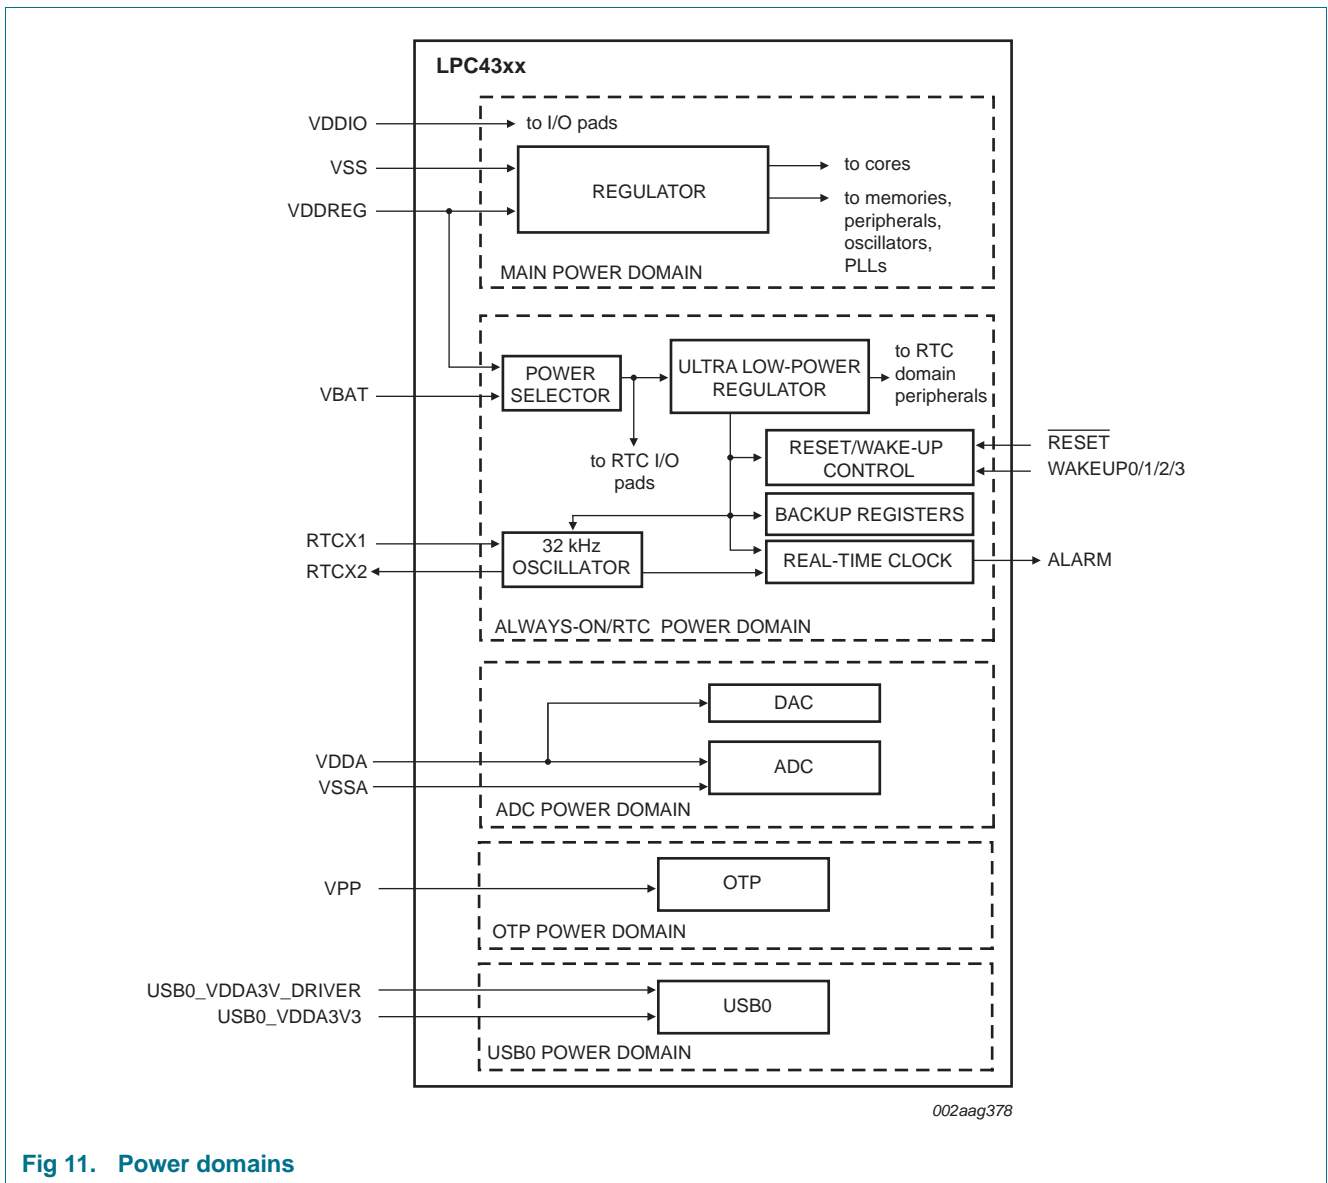 LPC43xx
VDDIO
to I/O pads
VSS
VDDREG
REGULATOR
to cores
to memories,
peripherals,
oscillators,
PLLs
MAIN POWER DOMAIN
VBAT
POWER
SELECTOR
ULTRA LOW-POWER
REGULATOR
to RTC
domain
peripherals
to RTC I/O
pads
RESET/WAKE-UP
CONTROL
RESET
WAKEUP0/1/2/3
BACKUP REGISTERS
RTCX1
RTCX2
32 kHz
OSCILLATOR
REAL-TIME CLOCK
ALARM
ALWAYS-ON/RTC POWER DOMAIN
DAC
VDDA
VSSA
ADC
ADC POWER DOMAIN
VPP
OTP
OTP POWER DOMAIN
USB0_VDDA3V_DRIVER
USB0_VDDA3V3
USB0
USB0 POWER DOMAIN
002aag378
Fig 11. Power domains